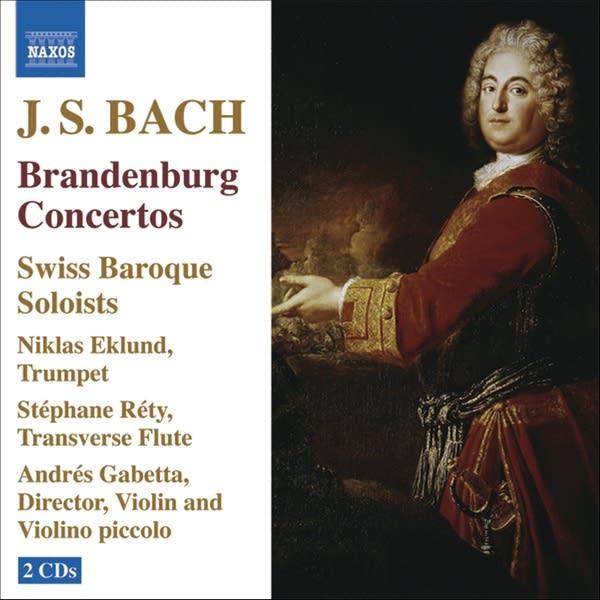 NAXOS
J. S. BACH
Brandenburg
Concertos
Swiss Baroque
Soloists
Niklas Eklund,
Trumpet
Stéphane Réty,
Transverse Flute
Andrés Gabetta,
Director, Violin and
Violino piccolo
2 CDs